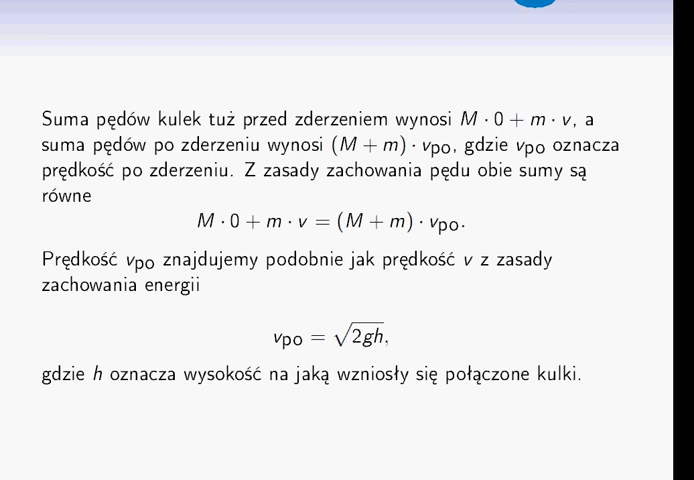 Suma pędów kulek tuż przed zderzeniem wynosi M · 0 + m · v, a
suma pędów po zderzeniu wynosi (M + m) · vpo, gdzie vpo oznacza
prędkość po zderzeniu. Z zasady zachowania pędu obie sumy są
równe
M · 0 + m · v = (M + m) · vpo.
Prędkość vpo znajdujemy podobnie jak prędkość v z zasady
zachowania energii
vpo = √2gh,
gdzie h oznacza wysokość na jaką wzniosły się połączone kulki.